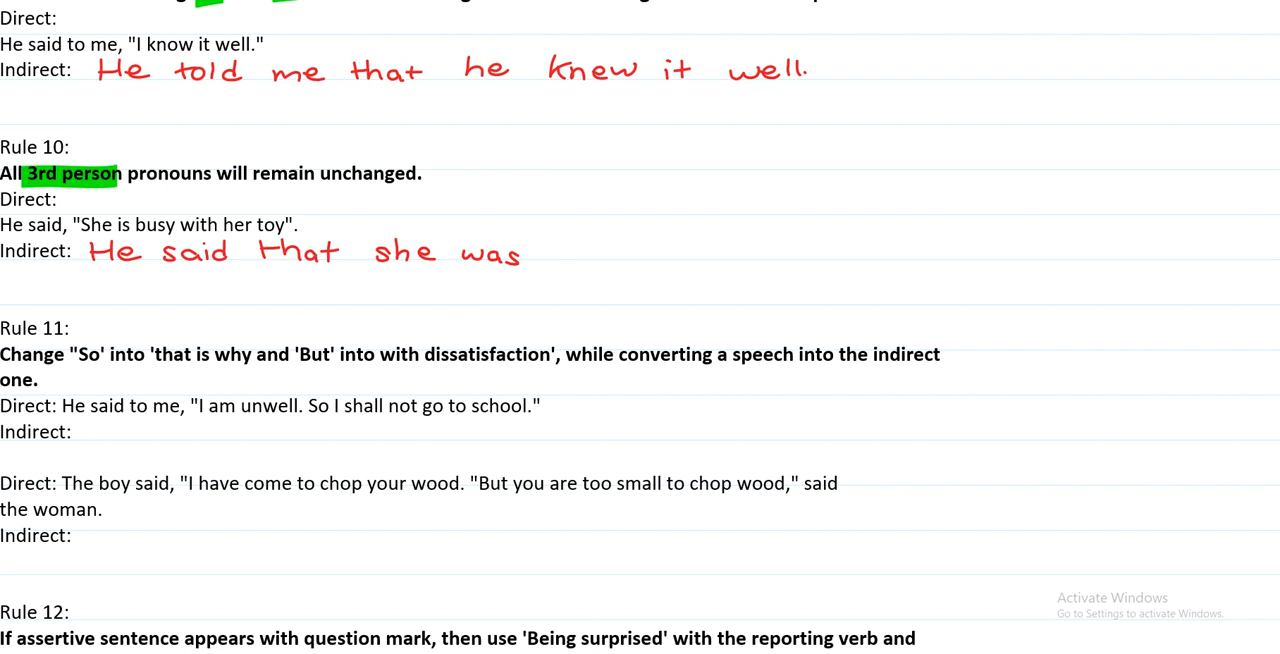 Direct:
He said to me, "I know it well."
Indirect: He told me that he knew it well.
Rule 10:
All 3rd person pronouns will remain unchanged.
Direct:
He said, "She is busy with her toy".
Indirect: He said that she was
Rule 11:
Change "So' into 'that is why and 'But' into with dissatisfaction', while converting a speech into the indirect
one.
Direct: He said to me, "I am unwell. So I shall not go to school."
Indirect:
Direct: The boy said, "I have come to chop your wood. "But you are too small to chop wood," said
the woman.
Indirect:
Rule 12:
If assertive sentence appears with question mark, then use 'Being surprised' with the reporting verb and
Activate Windows
Go to Settings to activate Windows.